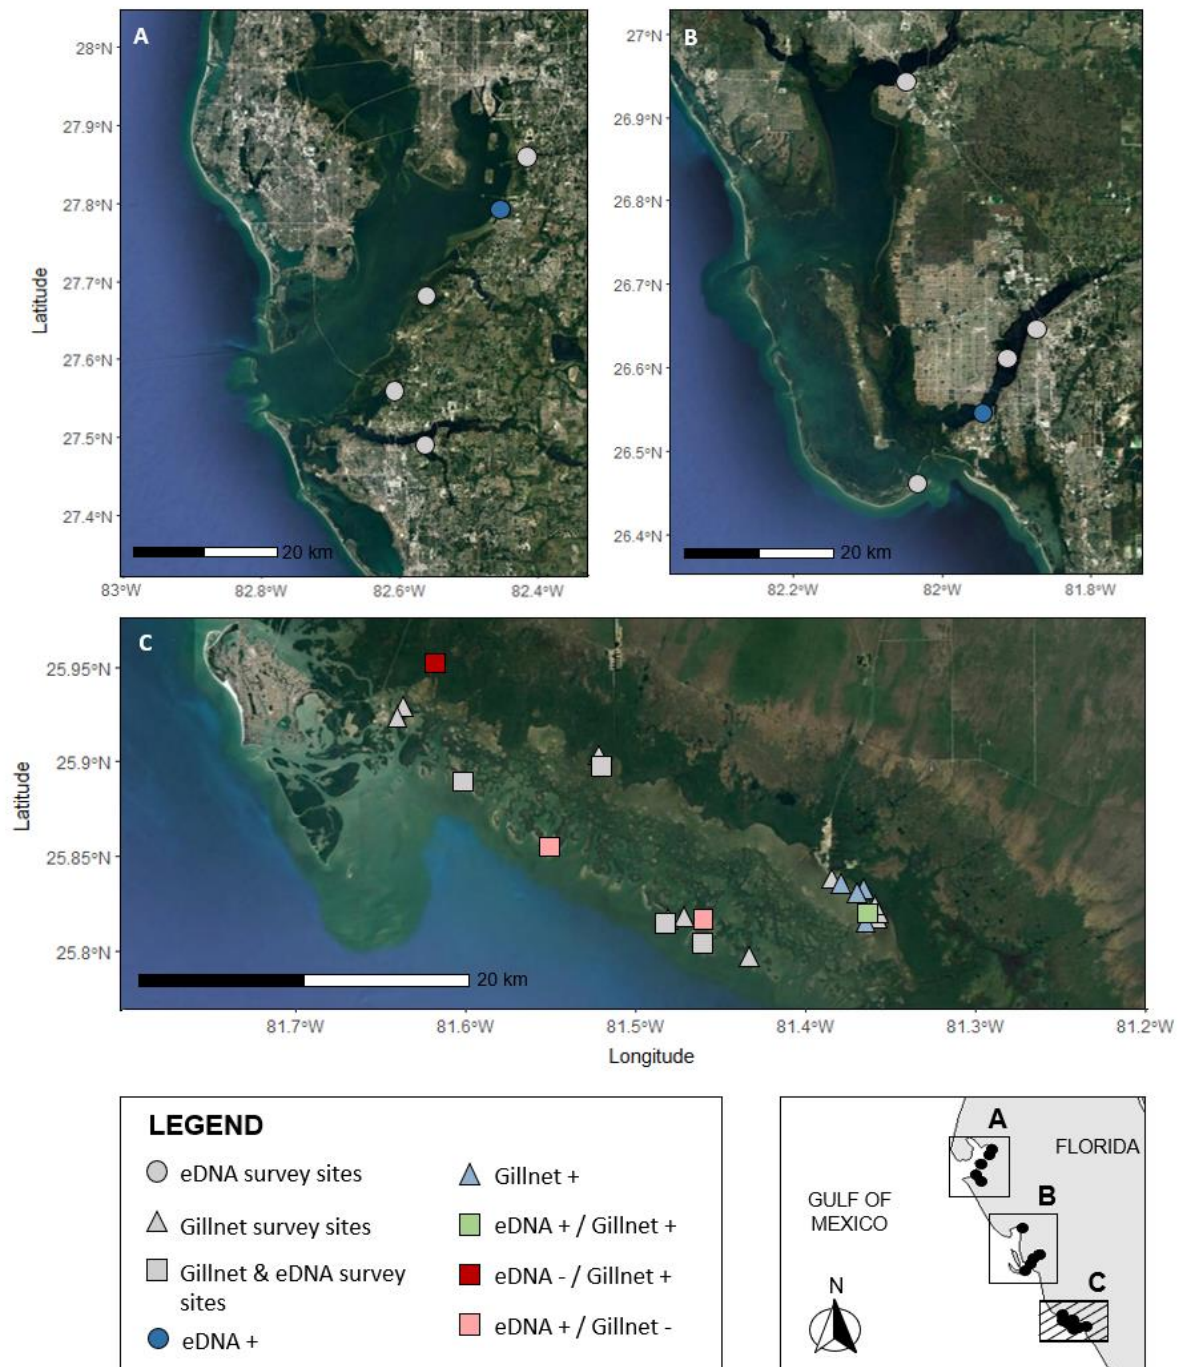 A
28°N
27.9°N
27.8°N
27.7°N
27.6°N
27.5°N
27.4°N
Latitude
20 km
83°W
82.8°W
82.6°W
82.4°W
B
27°N
26.9°N
26.8°N
26.7°N
26.6°N
26.5°N
26.4°N
20 km
82.2°W
82°W
81.8°W
C
25.95°N
25.9°N
25.85°N
25.8°N
Latitude
20 km
81.7°W
81.6°W
81.5°W
81.4°W
81.3°W
81.2°W
Longitude
LEGEND
eDNA survey sites
Gillnet survey sites
Gillnet & eDNA survey
sites
eDNA +
Gillnet +
eDNA + / Gillnet +
eDNA - / Gillnet +
eDNA + / Gillnet -
A
FLORIDA
B
GULF OF
MEXICO
C
N